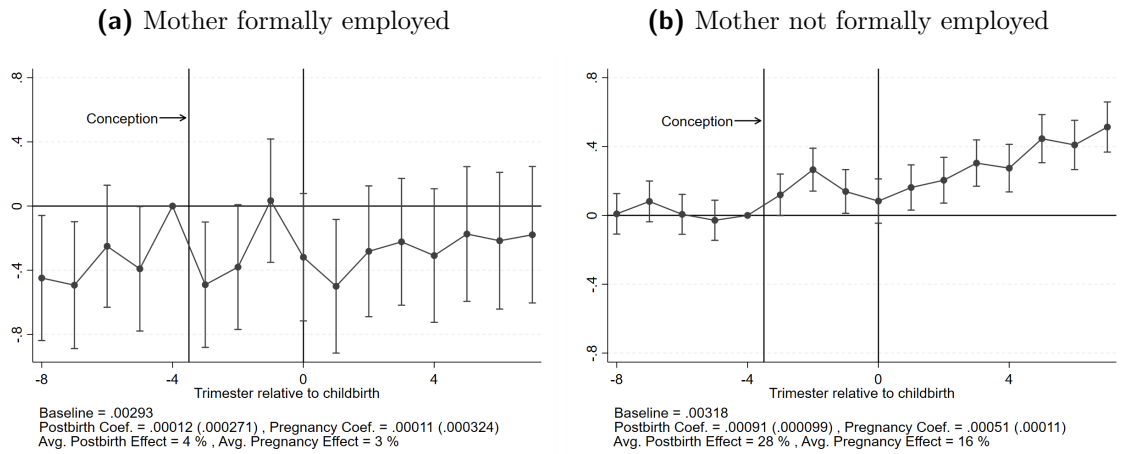 (a) Mother formally employed
.8
.4
0
-.4
-.8
Conception
-8
-4
0
4
Trimester relative to childbirth
Baseline = .00293
Postbirth Coef. = .00012 (.000271) , Pregnancy Coef. = .00011 (.000324)
Avg. Postbirth Effect = 4 % , Avg. Pregnancy Effect = 3 %
(b) Mother not formally employed
.8
.4
0
-.4
-.8
Conception
-8
-4
0
4
Trimester relative to childbirth
Baseline = .00318
Postbirth Coef. = .00091 (.000099) , Pregnancy Coef. = .00051 (.00011)
Avg. Postbirth Effect = 28 % , Avg. Pregnancy Effect = 16 %